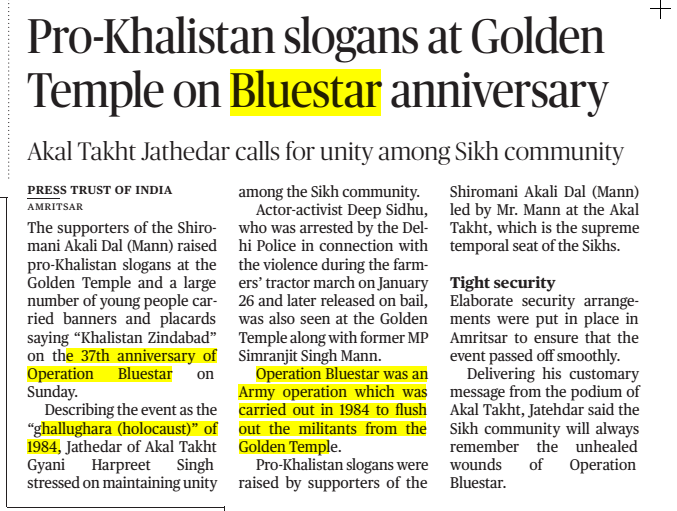 Pro-Khalistan slogans at Golden
Temple on Bluestar anniversary
Akal Takht Jathedar calls for unity among Sikh community
PRESS TRUST OF INDIA
AMRITSAR
The supporters of the Shiro-
mani Akali Dal (Mann) raised
pro-Khalistan slogans at the
Golden Temple and a large
number of young people car-
ried banners and placards
saying “Khalistan Zindabad”
on the 37th anniversary of
Operation Bluestar on
Sunday.
Describing the event as the
“ghallughara (holocaust)” of
1984, Jathedar of Akal Takht
Gyani Harpreet Singh
stressed on maintaining unity
among the Sikh community.
Actor-activist Deep Sidhu,
who was arrested by the Del-
hi Police in connection with
the violence during the farm-
ers’ tractor march on January
26 and later released on bail,
was also seen at the Golden
Temple along with former MP
Simranjit Singh Mann.
Operation Bluestar was an
Army operation which was
carried out in 1984 to flush
out the militants from the
Golden Temple.
Pro-Khalistan slogans were
raised by supporters of the
Shiromani Akali Dal (Mann)
led by Mr. Mann at the Akal
Takht, which is the supreme
temporal seat of the Sikhs.
Tight security
Elaborate security arrange-
ments were put in place in
Amritsar to ensure that the
event passed off smoothly.
Delivering his customary
message from the podium of
Akal Takht, Jatehdar said the
Sikh community will always
remember the unhealed
wounds of Operation
Bluestar.